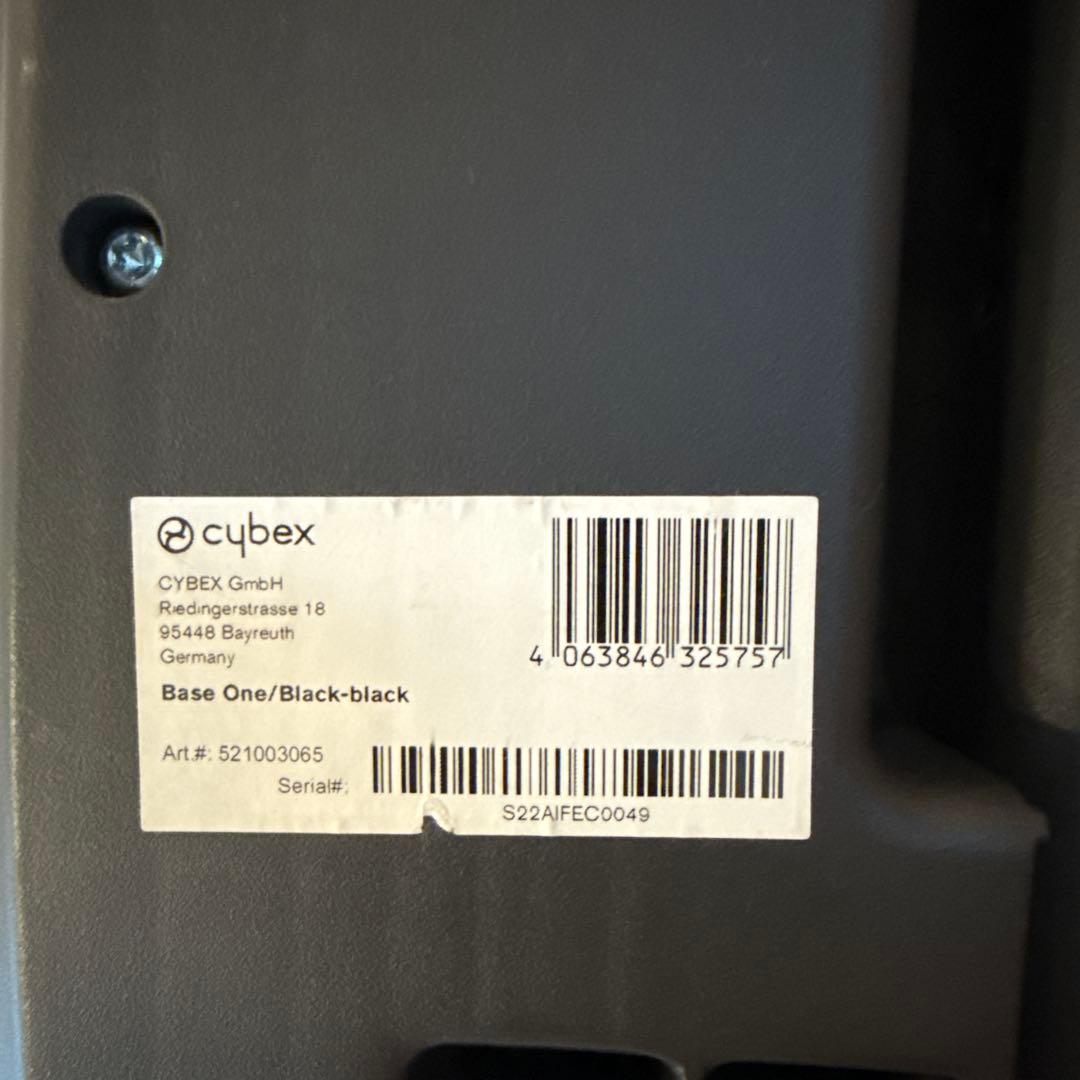 cybex
CYBEX GmbH
Riedingerstrasse 18
95448 Bayreuth
Germany
4 063846 325757
Base One/Black-black
Art.#: 521003065
Serial#:
S22AIFEC0049